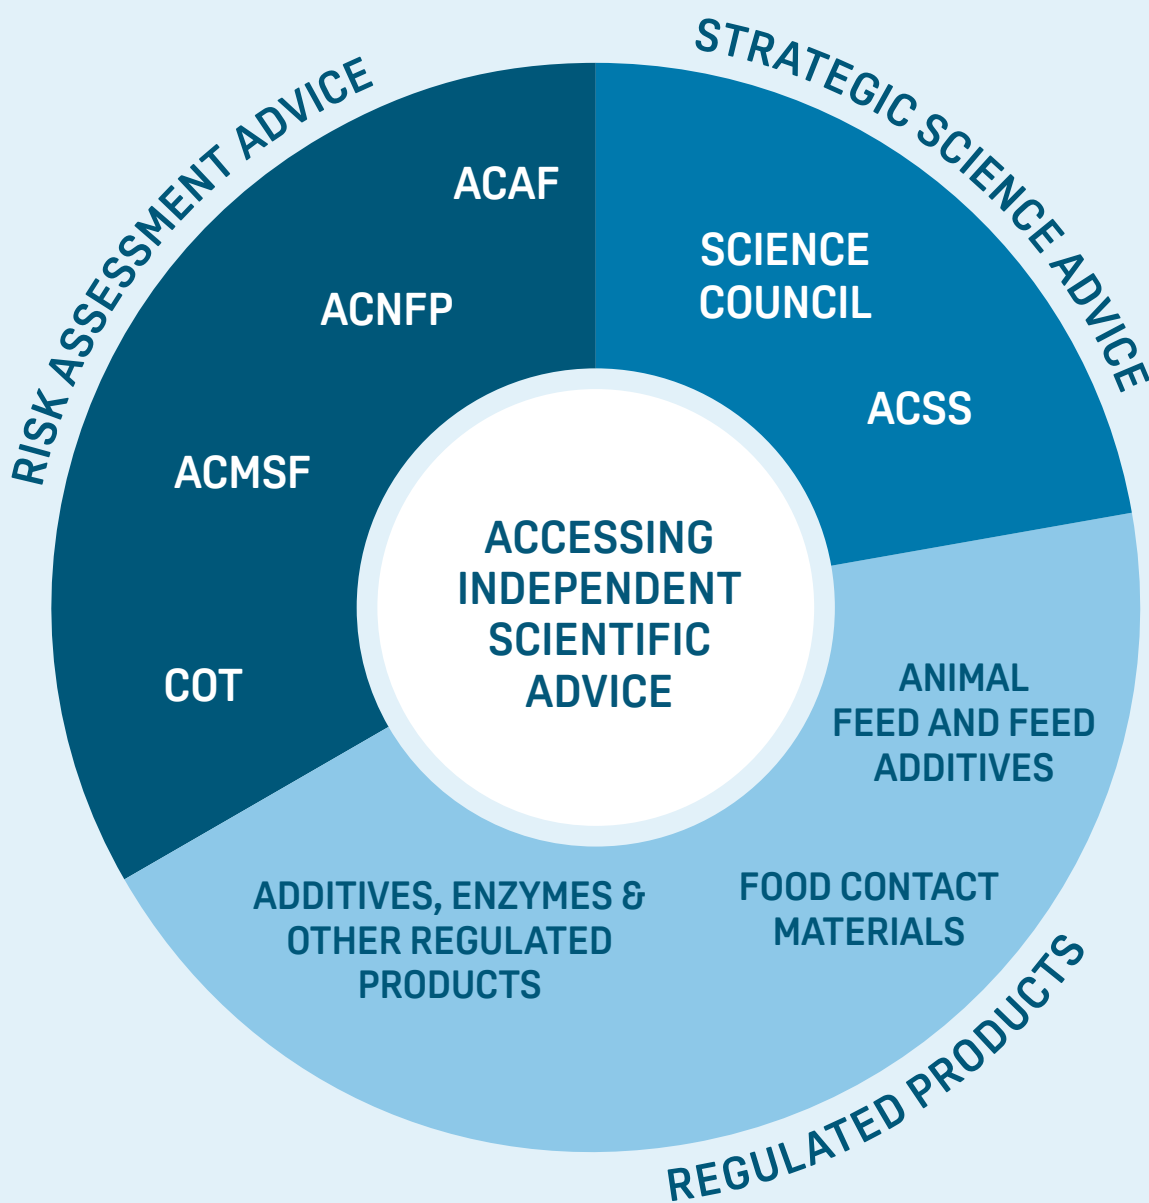 RISK ASSESSMENT ADVICE
ACAF
ACNFP
ACMSF
COT
STRATEGIC SCIENCE ADVICE
SCIENCE
COUNCIL
ACSS
ACCESSING
INDEPENDENT
SCIENTIFIC
ADVICE
ANIMAL
FEED AND FEED
ADDITIVES
FOOD CONTACT
MATERIALS
ADDITIVES, ENZYMES &
OTHER REGULATED
PRODUCTS
REGULATED PRODUCTS